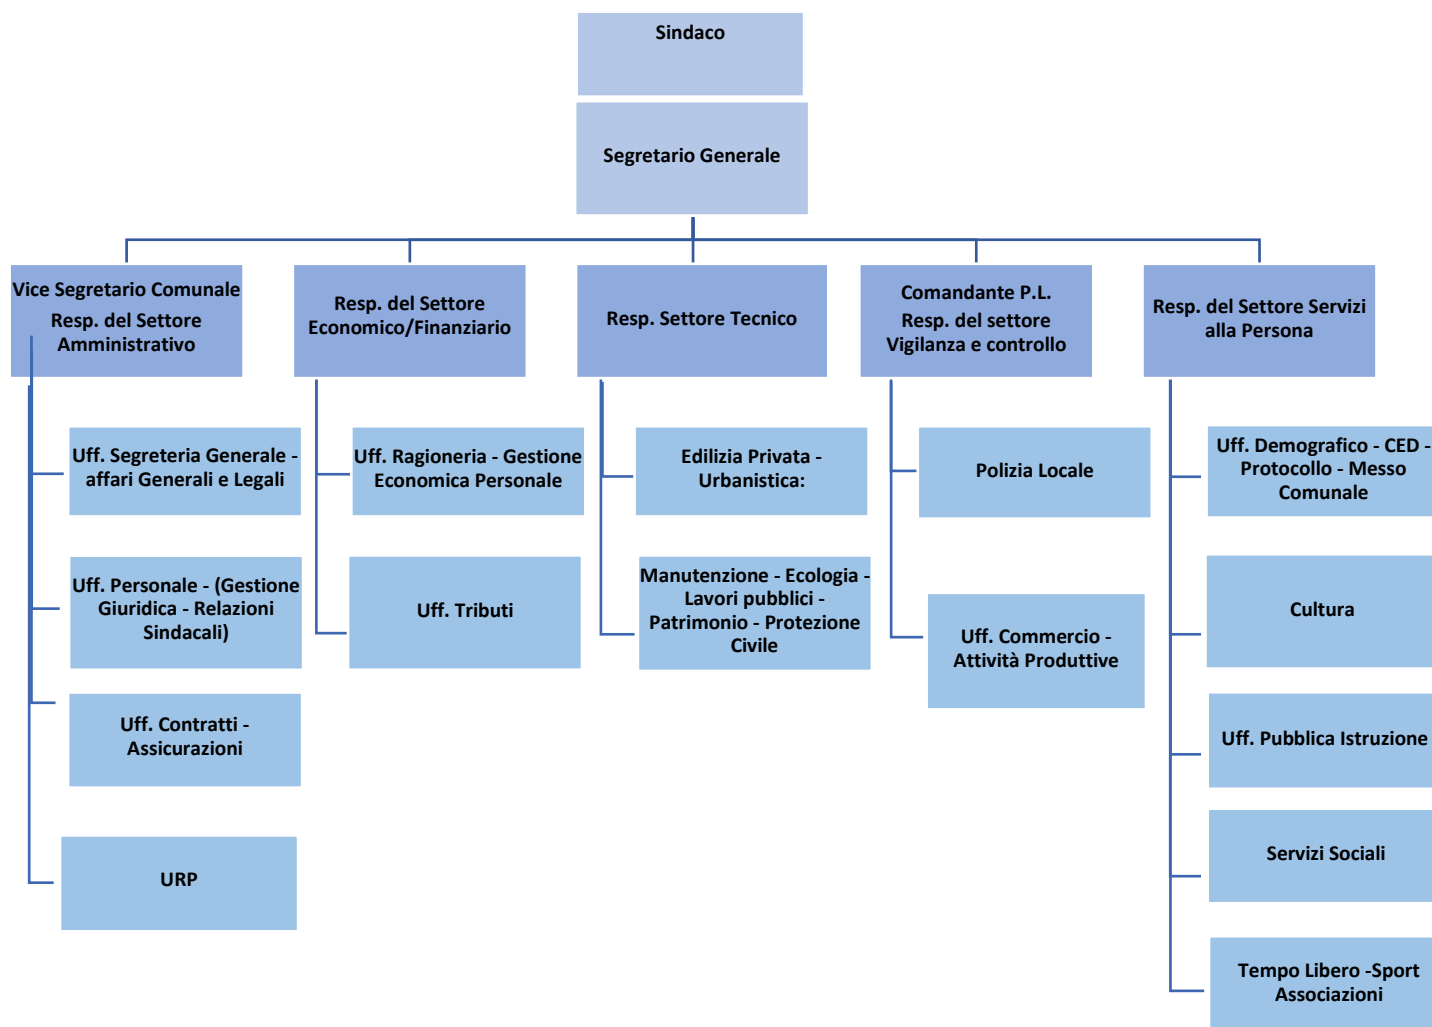 Sindaco
Segretario Generale
Vice Segretario Comunale
Resp. del Settore
Amministrativo
Resp. del Settore
Economico/Finanziario
Resp. Settore Tecnico
Comandante P.L.
Resp. del settore
Vigilanza e controllo
Resp. del Settore Servizi
alla Persona
Uff. Segreteria Generale -
affari Generali e Legali
Uff. Personale - (Gestione
Giuridica - Relazioni
Sindacali)
Uff. Contratti -
Assicurazioni
URP
Uff. Ragioneria - Gestione
Economica Personale
Uff. Tributi
Edilizia Privata -
Urbanistica:
Manutenzione - Ecologia -
Lavori pubblici -
Patrimonio - Protezione
Civile
Polizia Locale
Uff. Commercio -
Attività Produttive
Uff. Demografico - CED -
Protocollo - Messo
Comunale
Cultura
Uff. Pubblica Istruzione
Servizi Sociali
Tempo Libero -Sport
Associazioni